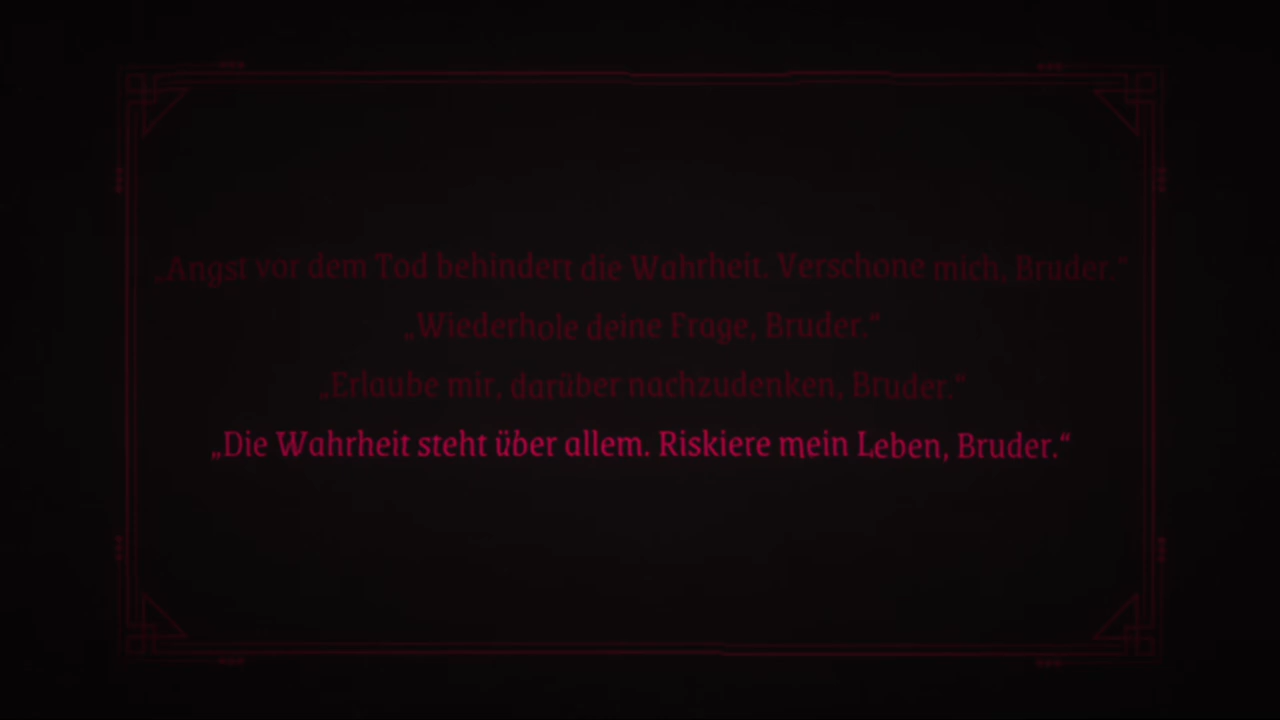 „Angst vor dem Tod behindert die Wahrheit. Verschone mich, Bruder.“
„Wiederhole deine Frage, Bruder.“
„Erlaube mir, darüber nachzudenken, Bruder.“
„Die Wahrheit steht über allem. Riskiere mein Leben, Bruder.“